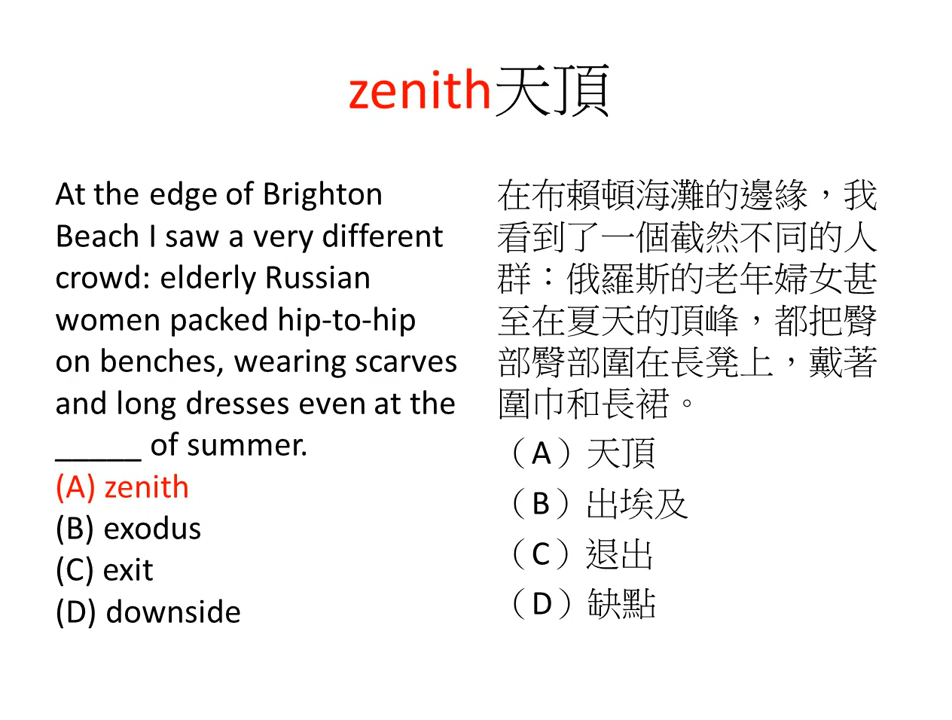 zenith天頂
At the edge of Brighton
Beach I saw a very different
crowd: elderly Russian
women packed hip-to-hip
on benches, wearing scarves
and long dresses even at the
_____ of summer.
(A) zenith
(B) exodus
(C) exit
(D) downside
在布賴頓海灘的邊緣，我
看到了一個截然不同的人
群：俄羅斯的老年婦女甚
至在夏天的頂峰，都把臀
部臀部圍在長凳上，戴著
圍巾和長裙。
（A）天頂
（B）出埃及
（C）退出
（D）缺點